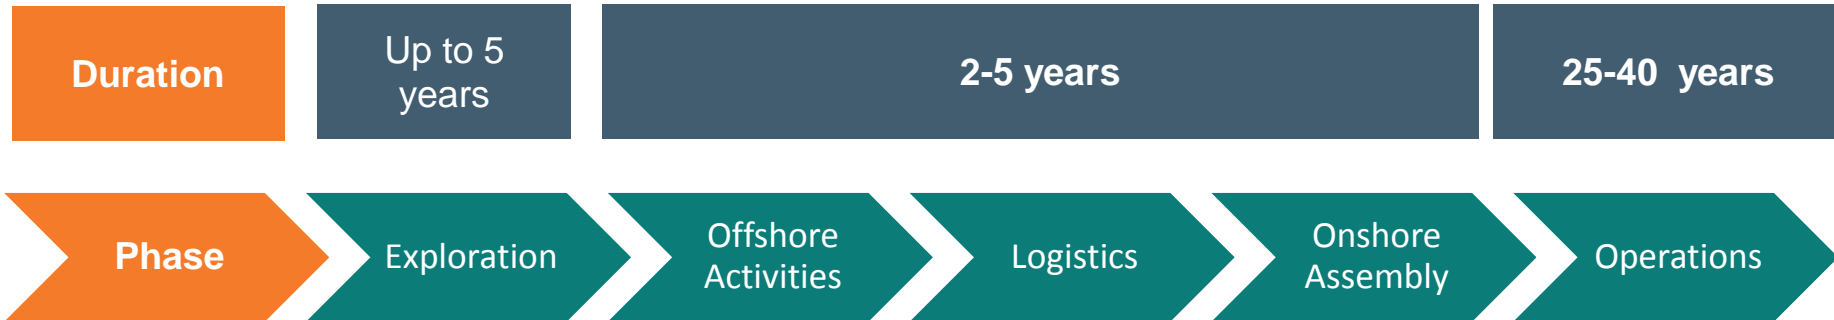 Duration
Up to 5
years
2-5 years
25-40 years
Phase
Exploration
Offshore
Activities
Logistics
Onshore
Assembly
Operations